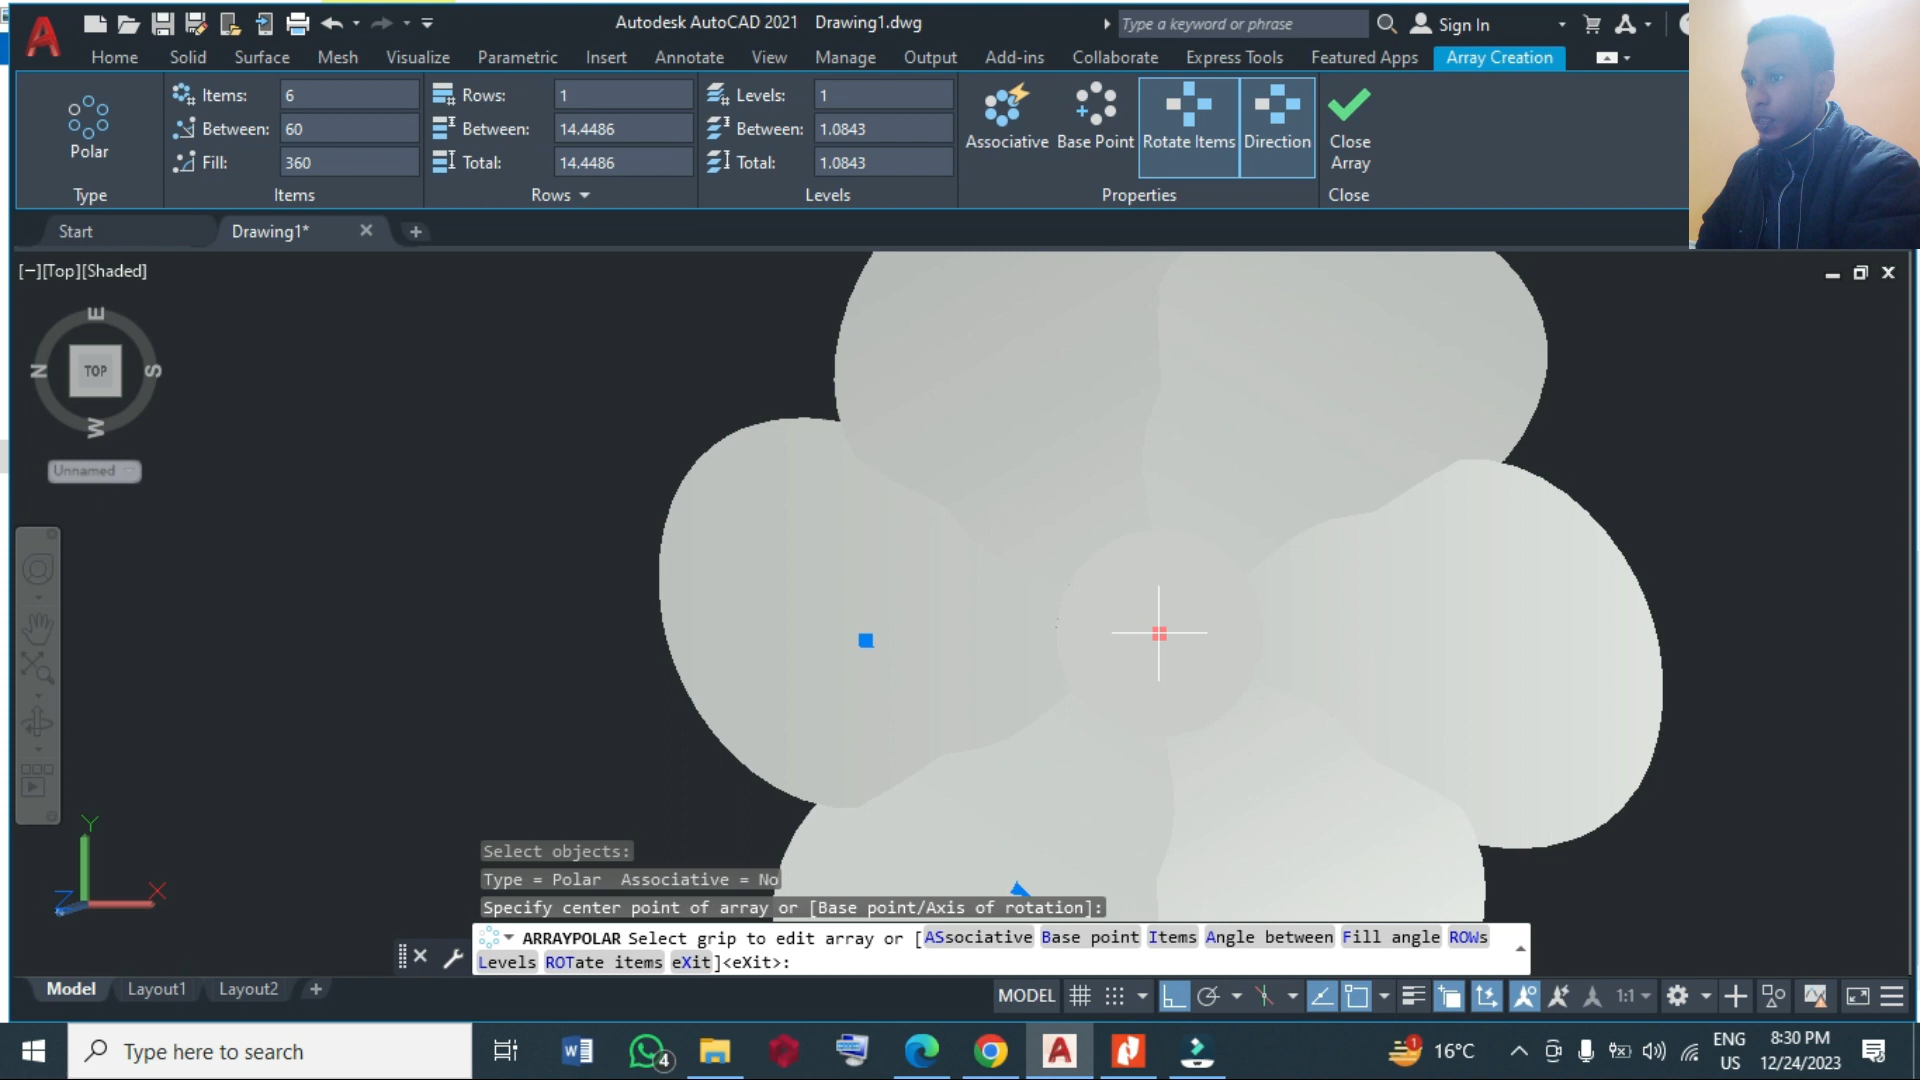 Autodesk AutoCAD 2021 Drawing1.dwg
Type a keyword or phrase
Sign In
Home Solid Surface Mesh Visualize Parametric Insert Annotate View Manage Output Add-ins Collaborate Express Tools Featured Apps Array Creation
Polar
Type
Items: 6
Between: 60
Fill: 360
Items
Rows: 1
Between: 14.4486
Total: 14.4486
Rows
Levels: 1
Between: 1.0843
Total: 1.0843
Levels
Associative Base Point Rotate Items Direction
Properties
Close
Array
Close
Start Drawing1*
[−][Top][Shaded]
E
N TOP S
W
Unnamed
Y
Z X
Select objects:
Type = Polar Associative = No
Specify center point of array or [Base point/Axis of rotation]:
ARRAYPOLAR Select grip to edit array or [ASsociative Base point Items Angle between Fill angle ROWs
Levels ROTate items eXit]<eXit>:
Model Layout1 Layout2
MODEL 1:1
Type here to search
4
1
16°C
ENG
US
8:30 PM
12/24/2023